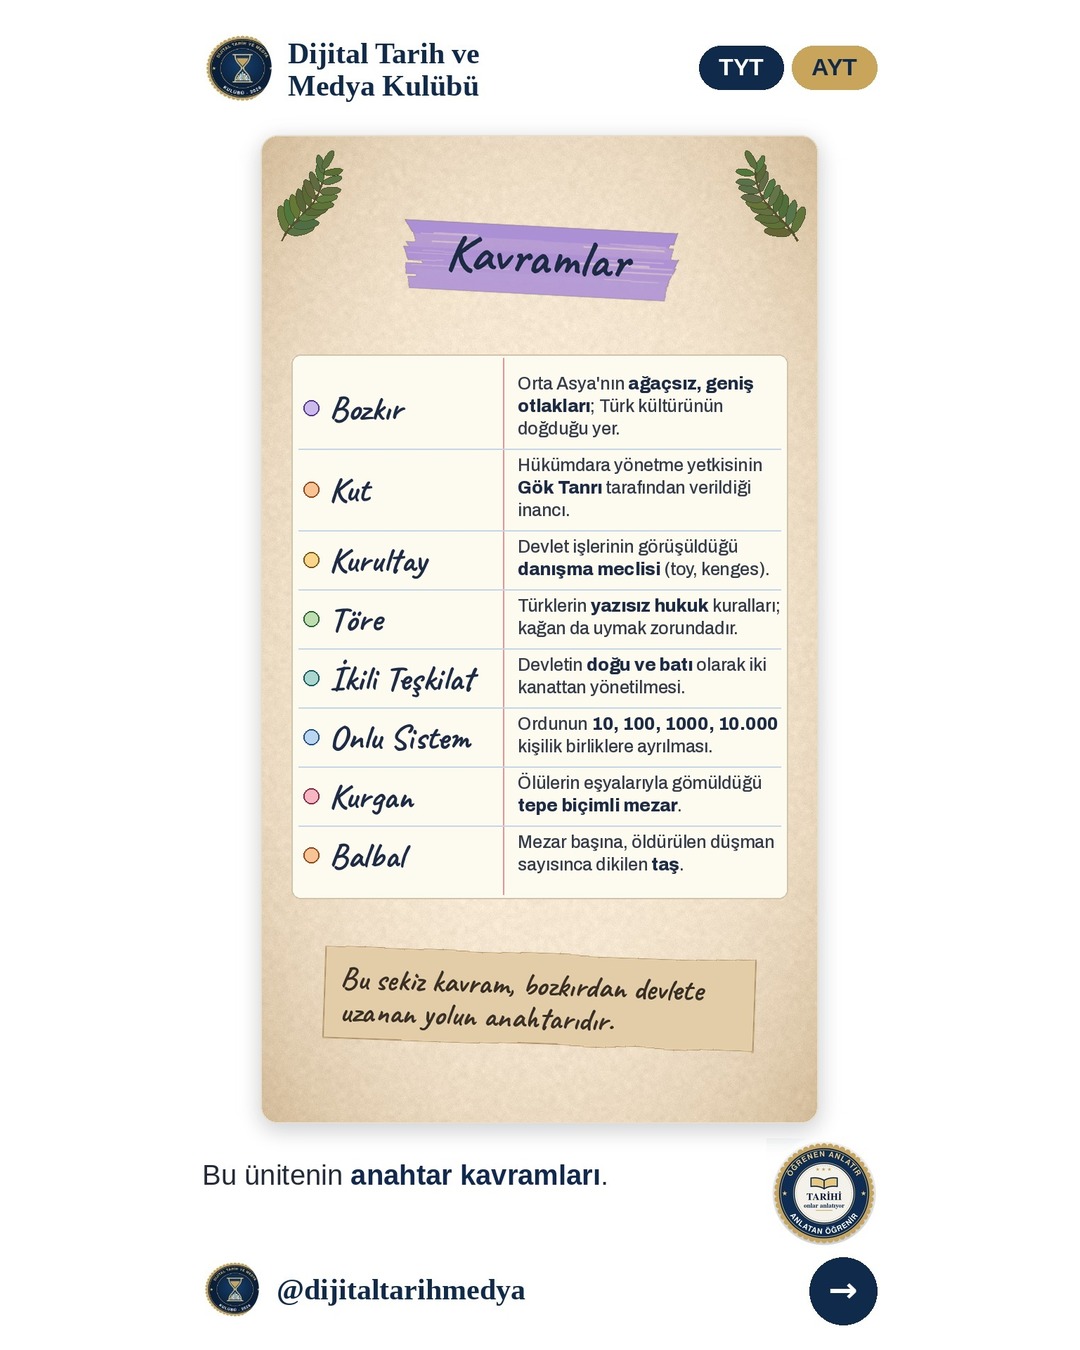 Dijital Tarih ve
Medya Kulübü
TYT
AYT
Kavramlar
Bozkır
Orta Asya'nın ağaçsız, geniş
otlakları; Türk kültürünün
doğduğu yer.
Kut
Hükümdara yönetme yetkisinin
Gök Tanrı tarafından verildiği
inancı.
Kurultay
Devlet işlerinin görüşüldüğü
danışma meclisi (toy, kenges).
Töre
Türklerin yazısız hukuk kuralları;
kağan da uymak zorundadır.
İkili Teşkilat
Devletin doğu ve batı olarak iki
kanattan yönetilmesi.
Onlu Sistem
Ordunun 10, 100, 1000, 10.000
kişilik birliklere ayrılması.
Kurgan
Ölülerin eşyalarıyla gömüldüğü
tepe biçimli mezar.
Balbal
Mezar başına, öldürülen düşman
sayısınca dikilen taş.
Bu sekiz kavram, bozkırdan devlete
uzanan yolun anahtarıdır.
Bu ünitenin anahtar kavramları.
ÖĞRENEN ANLATIR
TARİHİ
onlar anlatıyor
ANLATAN ÖĞRENİR
@dijitaltarihmedya